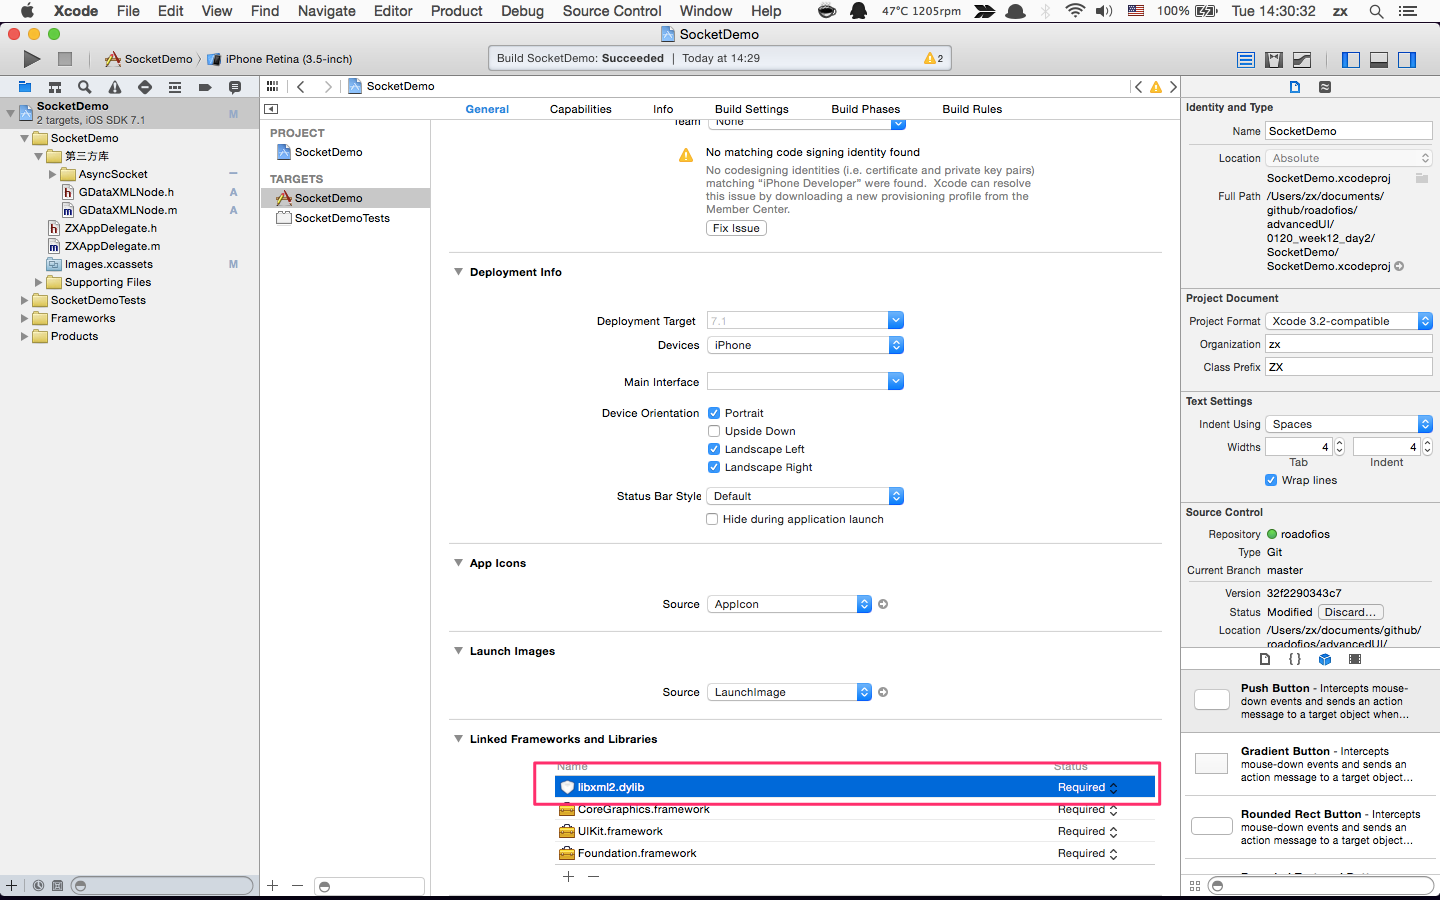 Xcode File Edit View Find Navigate Editor Product Debug Source Control Window Help 47°C 1205rpm 100% Tue 14:30:32 zx
SocketDemo
SocketDemo iPhone Retina (3.5-inch)
Build SocketDemo: Succeeded | Today at 14:29
2
SocketDemo
2 targets, iOS SDK 7.1
M
SocketDemo
第三方库
AsyncSocket
GDataXMLNode.h
A
GDataXMLNode.m
A
ZXAppDelegate.h
ZXAppDelegate.m
Images.xcassets
M
Supporting Files
SocketDemoTests
Frameworks
Products
SocketDemo
General Capabilities Info Build Settings Build Phases Build Rules
PROJECT
SocketDemo
TARGETS
SocketDemo
SocketDemoTests
Team None
No matching code signing identity found
No codesigning identities (i.e. certificate and private key pairs)
matching “iPhone Developer” were found. Xcode can resolve
this issue by downloading a new provisioning profile from the
Member Center.
Fix Issue
Deployment Info
Deployment Target 7.1
Devices iPhone
Main Interface
Device Orientation Portrait
Upside Down
Landscape Left
Landscape Right
Status Bar Style Default
Hide during application launch
App Icons
Source AppIcon
Launch Images
Source LaunchImage
Linked Frameworks and Libraries
Name Status
libxml2.dylib Required
CoreGraphics.framework Required
UIKit.framework Required
Foundation.framework Required
Identity and Type
Name SocketDemo
Location Absolute
SocketDemo.xcodeproj
Full Path /Users/zx/documents/
github/roadofios/
advancedUI/
0120_week12_day2/
SocketDemo/
SocketDemo.xcodeproj
Project Document
Project Format Xcode 3.2-compatible
Organization zx
Class Prefix ZX
Text Settings
Indent Using Spaces
Widths 4 4
Tab Indent
Wrap lines
Source Control
Repository roadofios
Type Git
Current Branch master
Version 32f2290343c7
Status Modified Discard...
Location /Users/zx/documents/github/
roadofios/advancedUI/
Push Button - Intercepts mouse-
down events and sends an action
message to a target object when...
Gradient Button - Intercepts
mouse-down events and sends an
action message to a target object...
Rounded Rect Button - Intercepts
mouse-down events and sends an
action message to a target object...